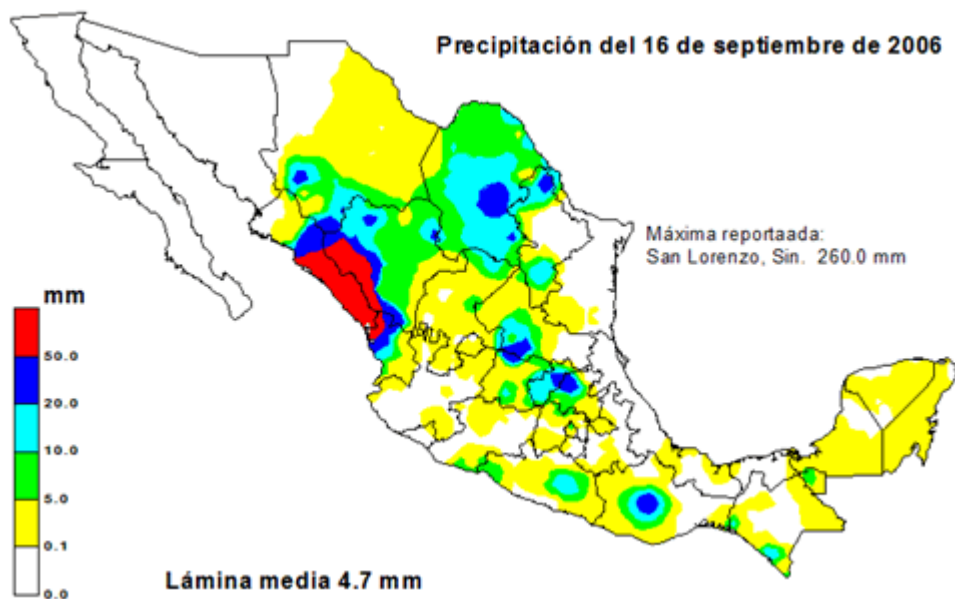 Precipitación del 16 de septiembre de 2006
Máxima reportaada:
San Lorenzo, Sin. 260.0 mm
mm
50.0
20.0
10.0
5.0
0.1
0.0
Lámina media 4.7 mm